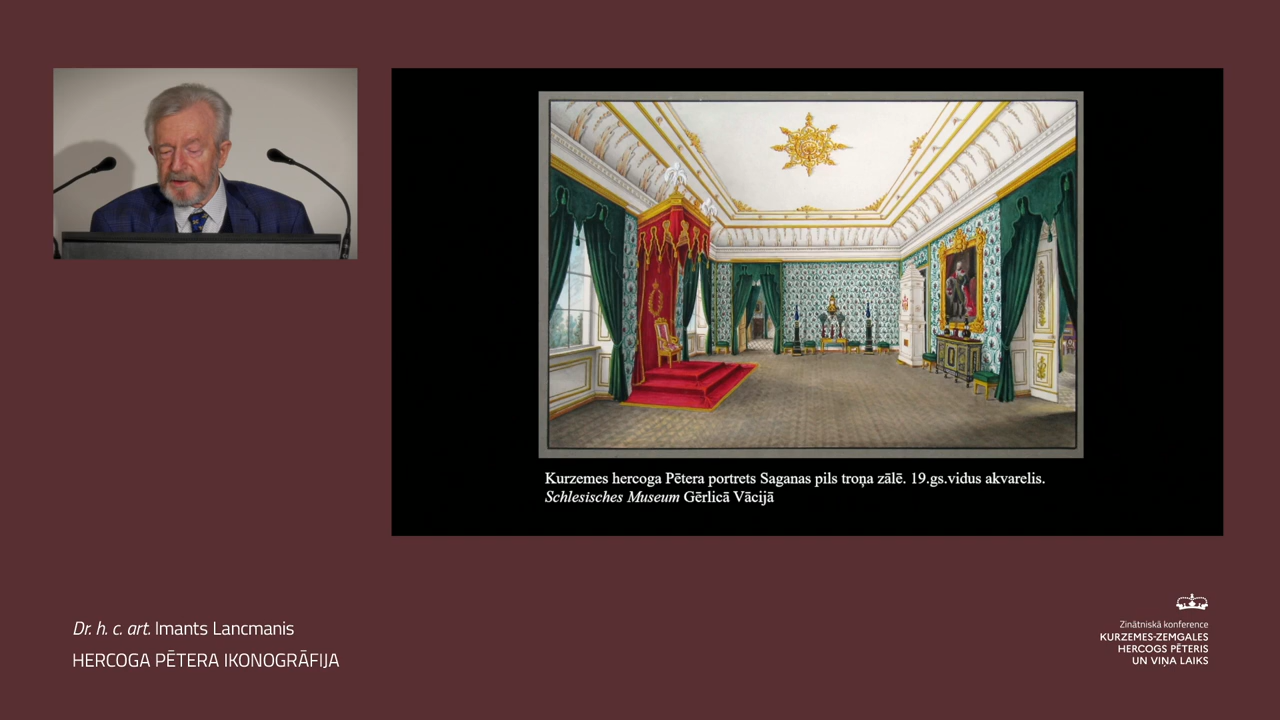 Kurzemes hercoga Pētera portrets Saganas pils troņa zālē. 19.gs.vidus akvarelis.
Schlesisches Museum Gērlicā Vācijā
Dr. h. c. art. Imants Lancmanis
HERCOGA PĒTERA IKONOGRĀFIJA
Zinātniskā konference
KURZEMES-ZEMGALES
HERCOGS PĒTERIS
UN VIŅA LAIKS